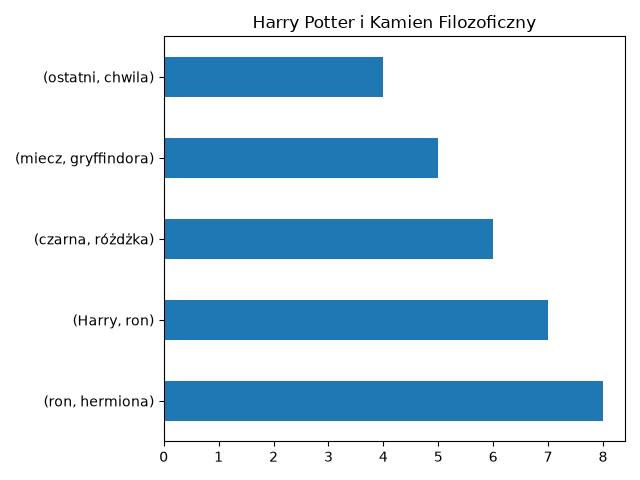 Harry Potter i Kamien Filozoficzny
(ostatni, chwila)
(miecz, gryffindora)
(czarna, różdżka)
(Harry, ron)
(ron, hermiona)
0 1 2 3 4 5 6 7 8